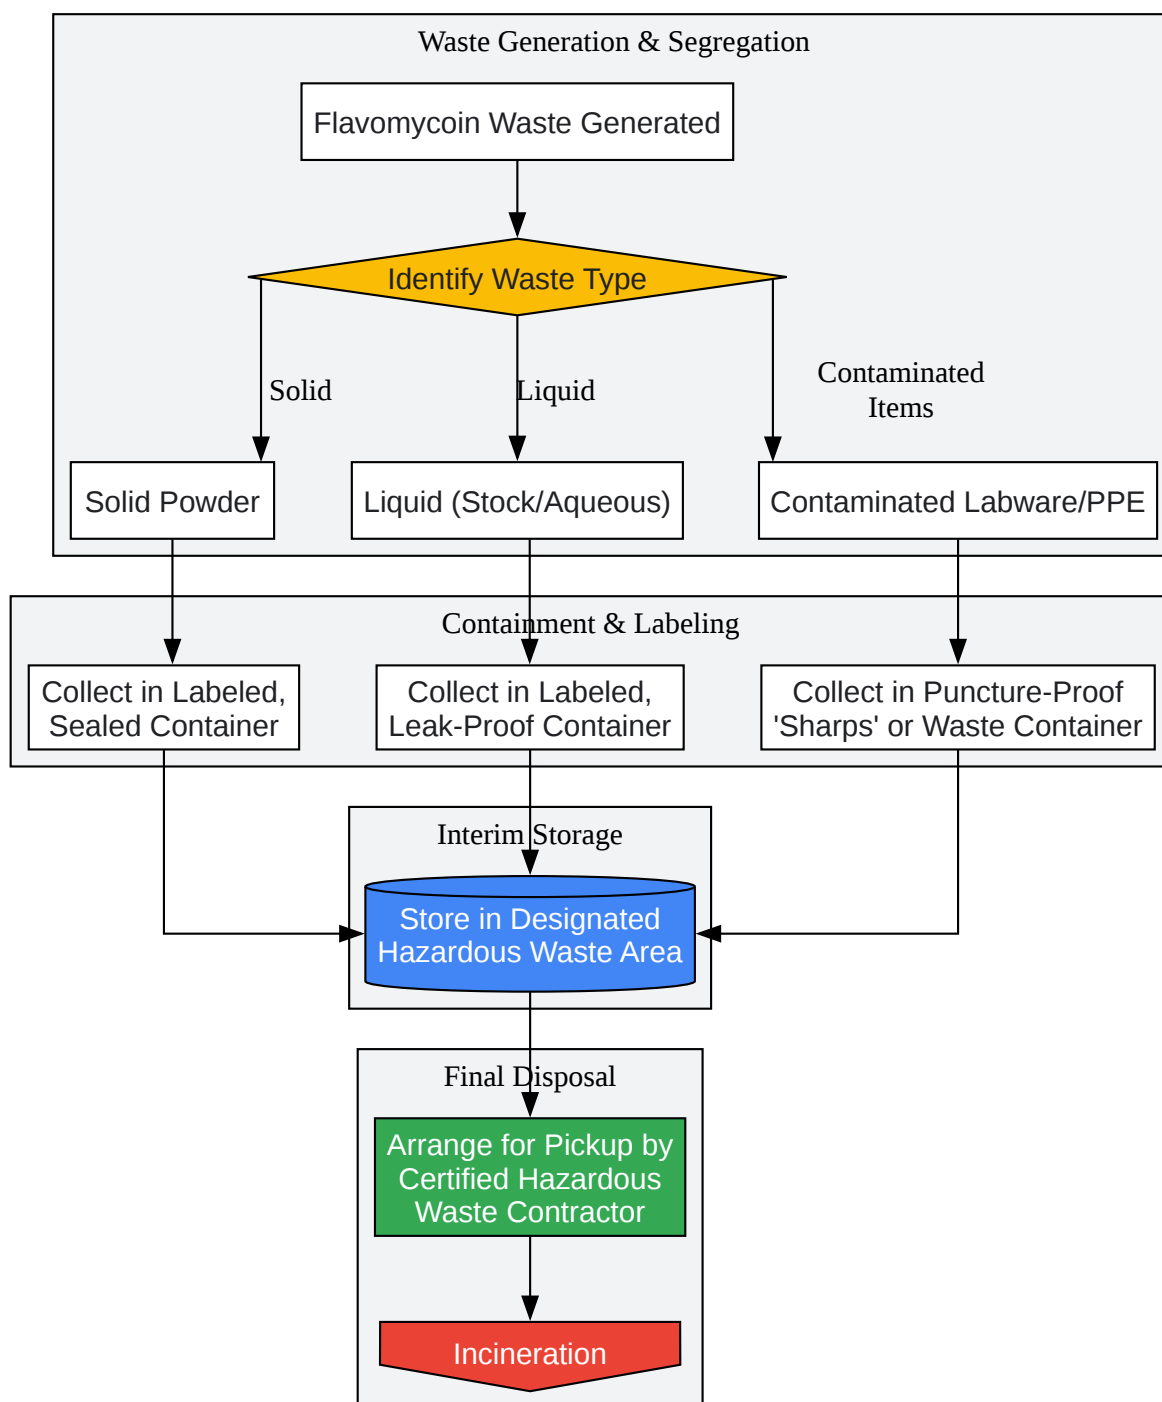 Waste Generation & Segregation
Flavomycoin Waste Generated
Identify Waste Type
Solid
Liquid
Contaminated
Items
Solid Powder
Liquid (Stock/Aqueous)
Contaminated Labware/PPE
Containment & Labeling
Collect in Labeled,
Sealed Container
Collect in Labeled,
Leak-Proof Container
Collect in Puncture-Proof
'Sharps' or Waste Container
Interim Storage
Store in Designated
Hazardous Waste Area
Final Disposal
Arrange for Pickup by
Certified Hazardous
Waste Contractor
Incineration